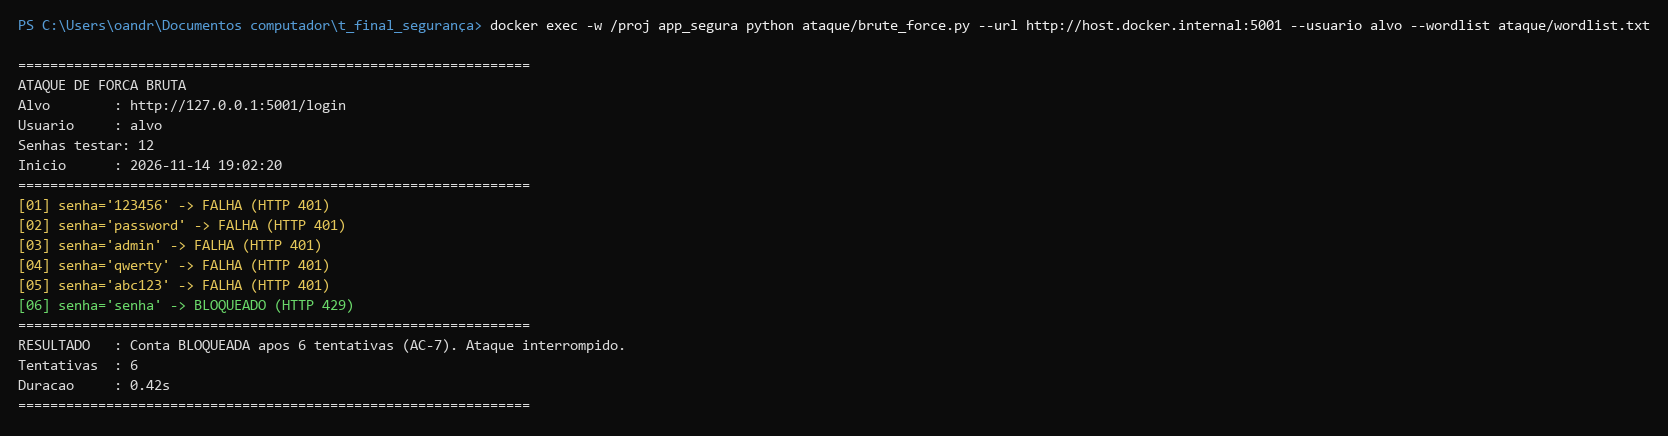 PS C:\Users\oandr\Documentos computador\t_final_segurança> docker exec -w /proj app_segura python ataque/brute_force.py --url http://host.docker.internal:5001 --usuario alvo --wordlist ataque/wordlist.txt
================================================================
ATAQUE DE FORCA BRUTA
Alvo        : http://127.0.0.1:5001/login
Usuario     : alvo
Senhas testar: 12
Inicio      : 2026-11-14 19:02:20
================================================================
[01] senha='123456' -> FALHA (HTTP 401)
[02] senha='password' -> FALHA (HTTP 401)
[03] senha='admin' -> FALHA (HTTP 401)
[04] senha='qwerty' -> FALHA (HTTP 401)
[05] senha='abc123' -> FALHA (HTTP 401)
[06] senha='senha' -> BLOQUEADO (HTTP 429)
================================================================
RESULTADO   : Conta BLOQUEADA apos 6 tentativas (AC-7). Ataque interrompido.
Tentativas  : 6
Duracao     : 0.42s
================================================================